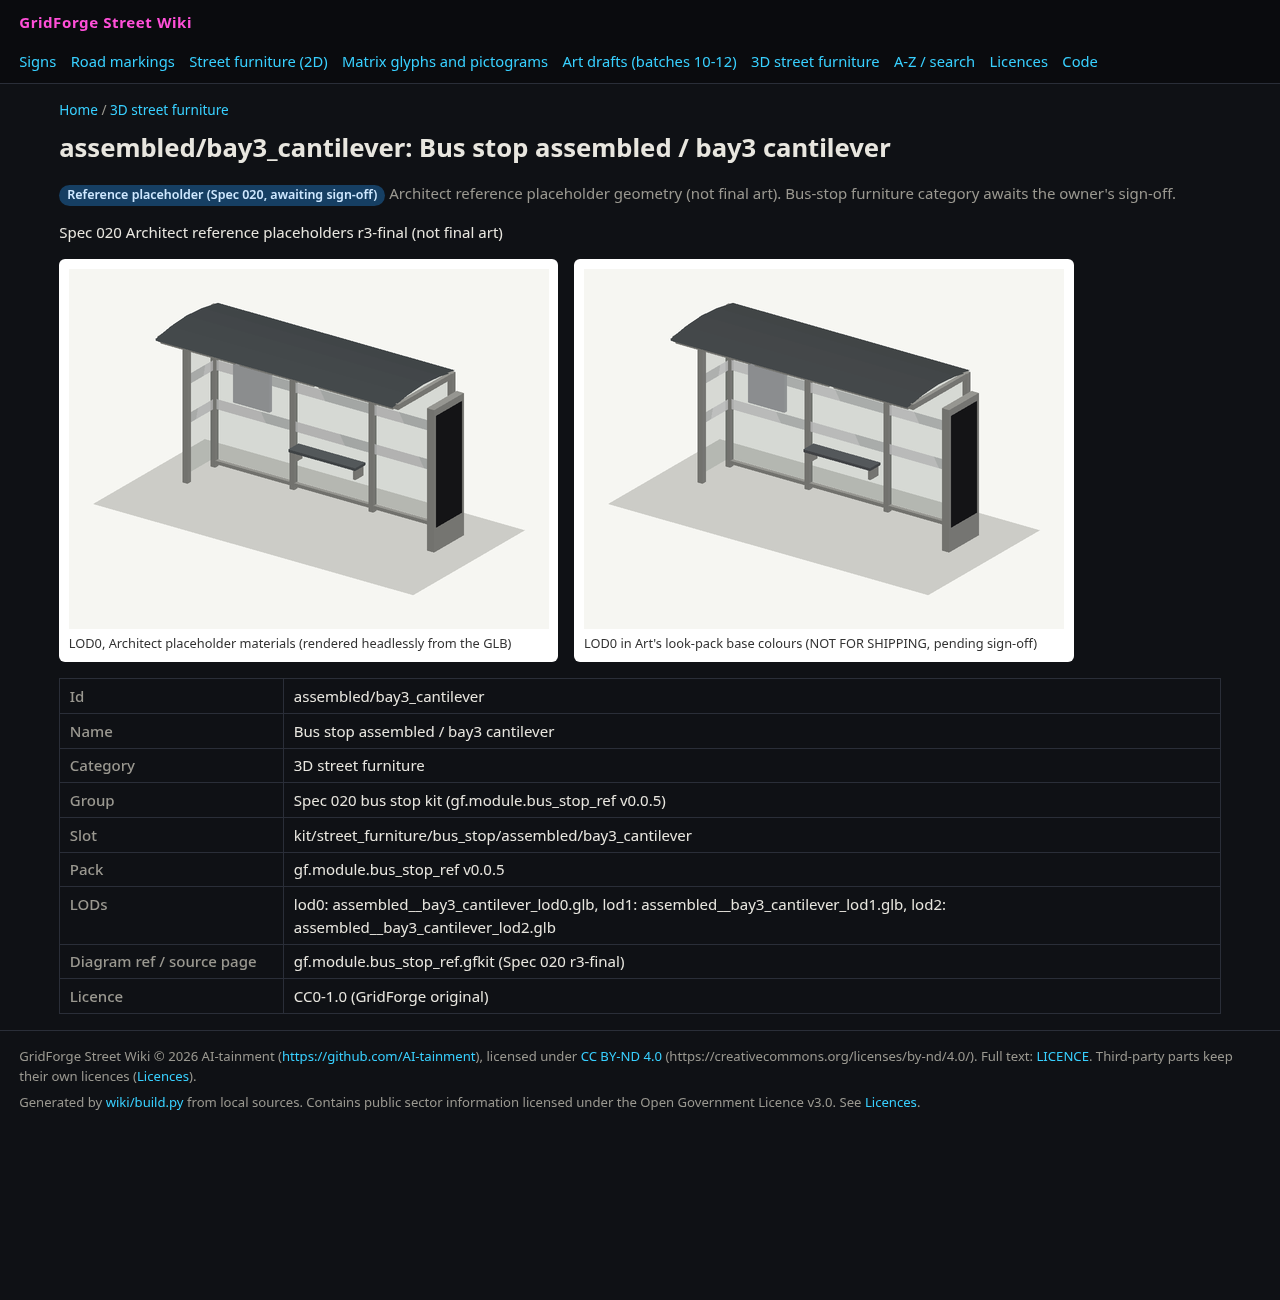 GridForge Street Wiki
Signs Road markings Street furniture (2D) Matrix glyphs and pictograms Art drafts (batches 10-12) 3D street furniture A-Z / search Licences Code
Home / 3D street furniture
assembled/bay3_cantilever: Bus stop assembled / bay3 cantilever
Reference placeholder (Spec 020, awaiting sign-off) Architect reference placeholder geometry (not final art). Bus-stop furniture category awaits the owner's sign-off.
Spec 020 Architect reference placeholders r3-final (not final art)
LOD0, Architect placeholder materials (rendered headlessly from the GLB)
LOD0 in Art's look-pack base colours (NOT FOR SHIPPING, pending sign-off)
Id assembled/bay3_cantilever
Name Bus stop assembled / bay3 cantilever
Category 3D street furniture
Group Spec 020 bus stop kit (gf.module.bus_stop_ref v0.0.5)
Slot kit/street_furniture/bus_stop/assembled/bay3_cantilever
Pack gf.module.bus_stop_ref v0.0.5
LODs lod0: assembled__bay3_cantilever_lod0.glb, lod1: assembled__bay3_cantilever_lod1.glb, lod2:
assembled__bay3_cantilever_lod2.glb
Diagram ref / source page gf.module.bus_stop_ref.gfkit (Spec 020 r3-final)
Licence CC0-1.0 (GridForge original)
GridForge Street Wiki © 2026 AI-tainment (https://github.com/AI-tainment), licensed under CC BY-ND 4.0 (https://creativecommons.org/licenses/by-nd/4.0/). Full text: LICENCE. Third-party parts keep
their own licences (Licences).
Generated by wiki/build.py from local sources. Contains public sector information licensed under the Open Government Licence v3.0. See Licences.